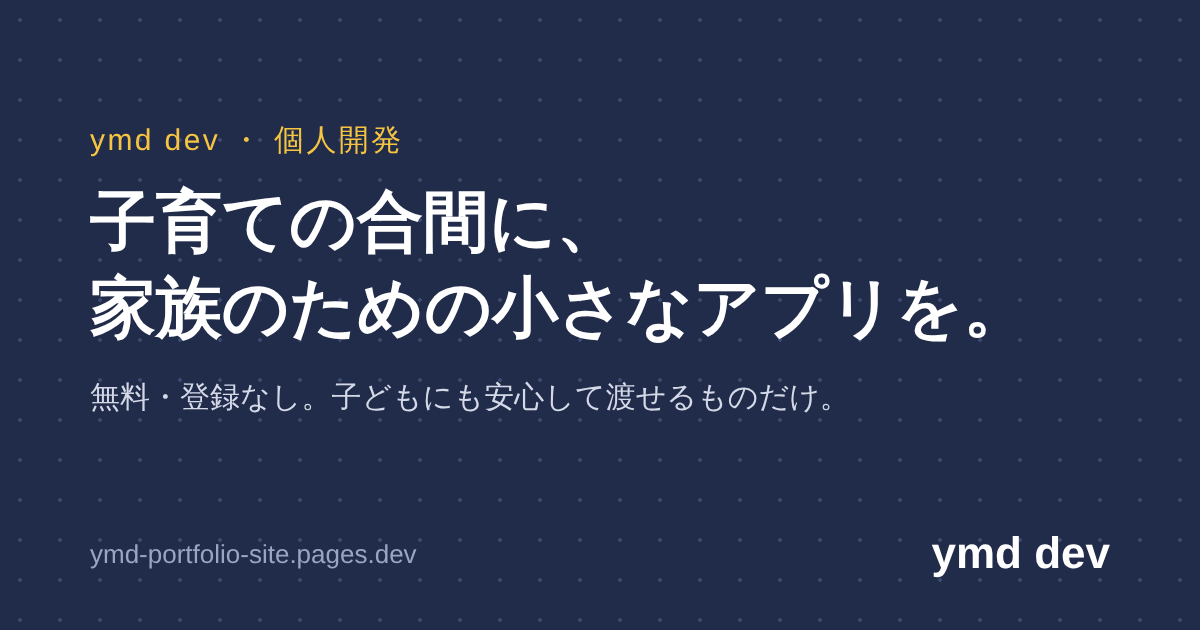 ymd dev ・ 個人開発
子育ての合間に、
家族のための小さなアプリを。
無料・登録なし。子どもにも安心して渡せるものだけ。
ymd-portfolio-site.pages.dev
ymd dev